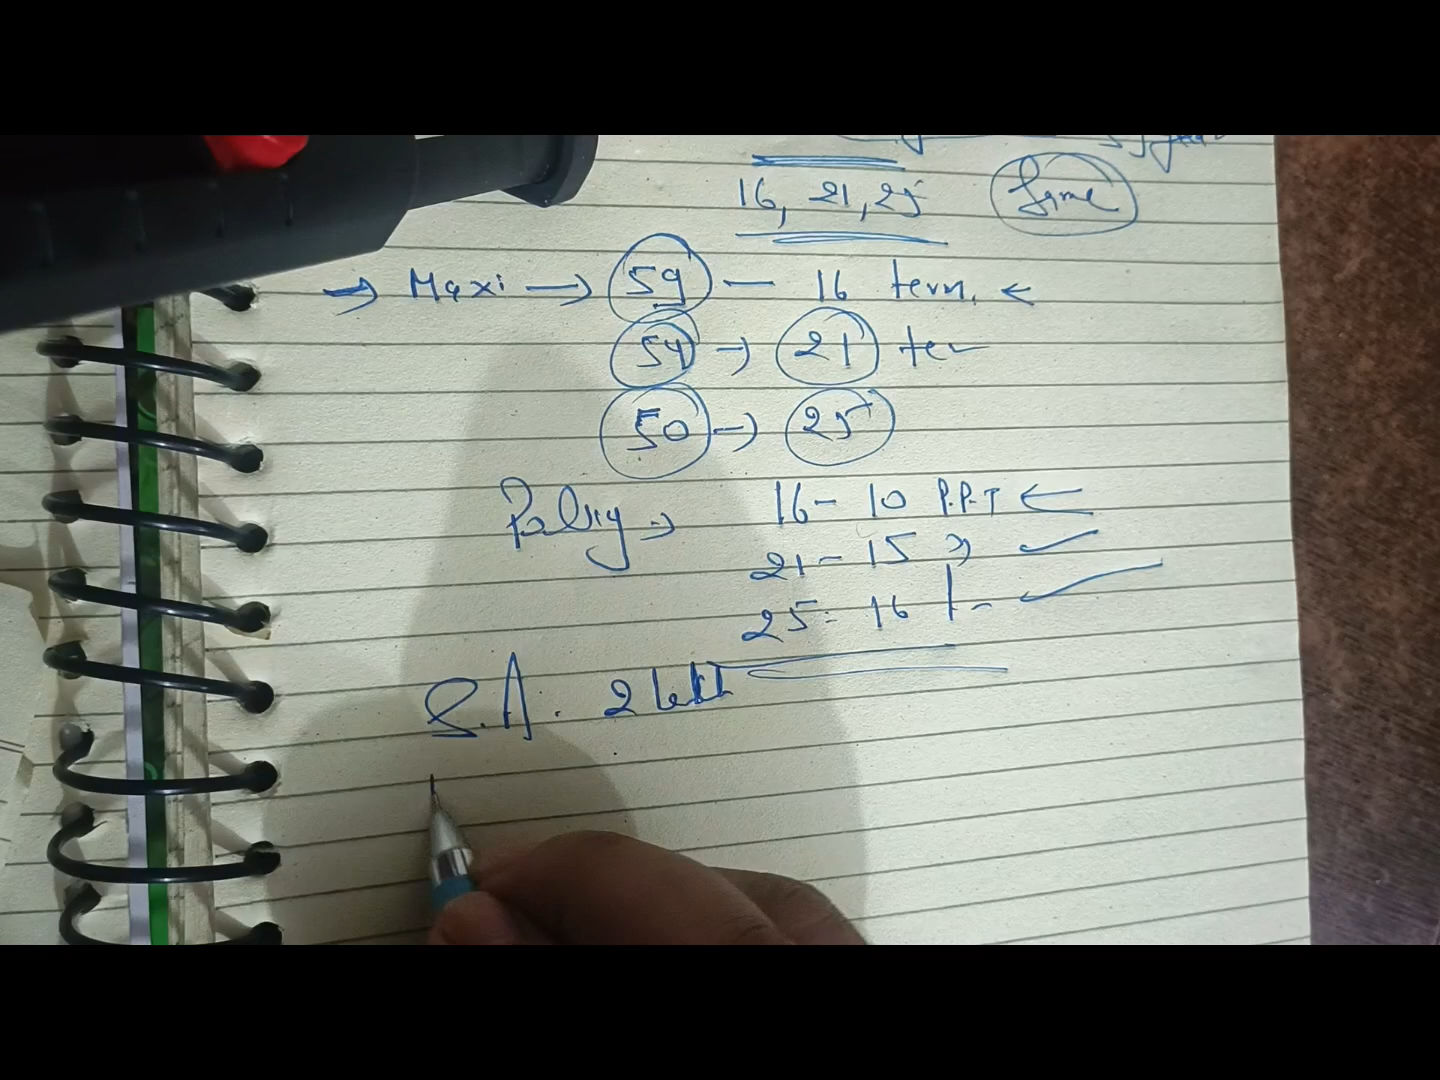 16, 21, 25 Same
→ Maxi → 59 — 16 term. ←
54 → 21 ter
50 → 25
Policy → 16 - 10 P.P.T ←
21 - 15 "
25 - 16
S.A. 2 lakh